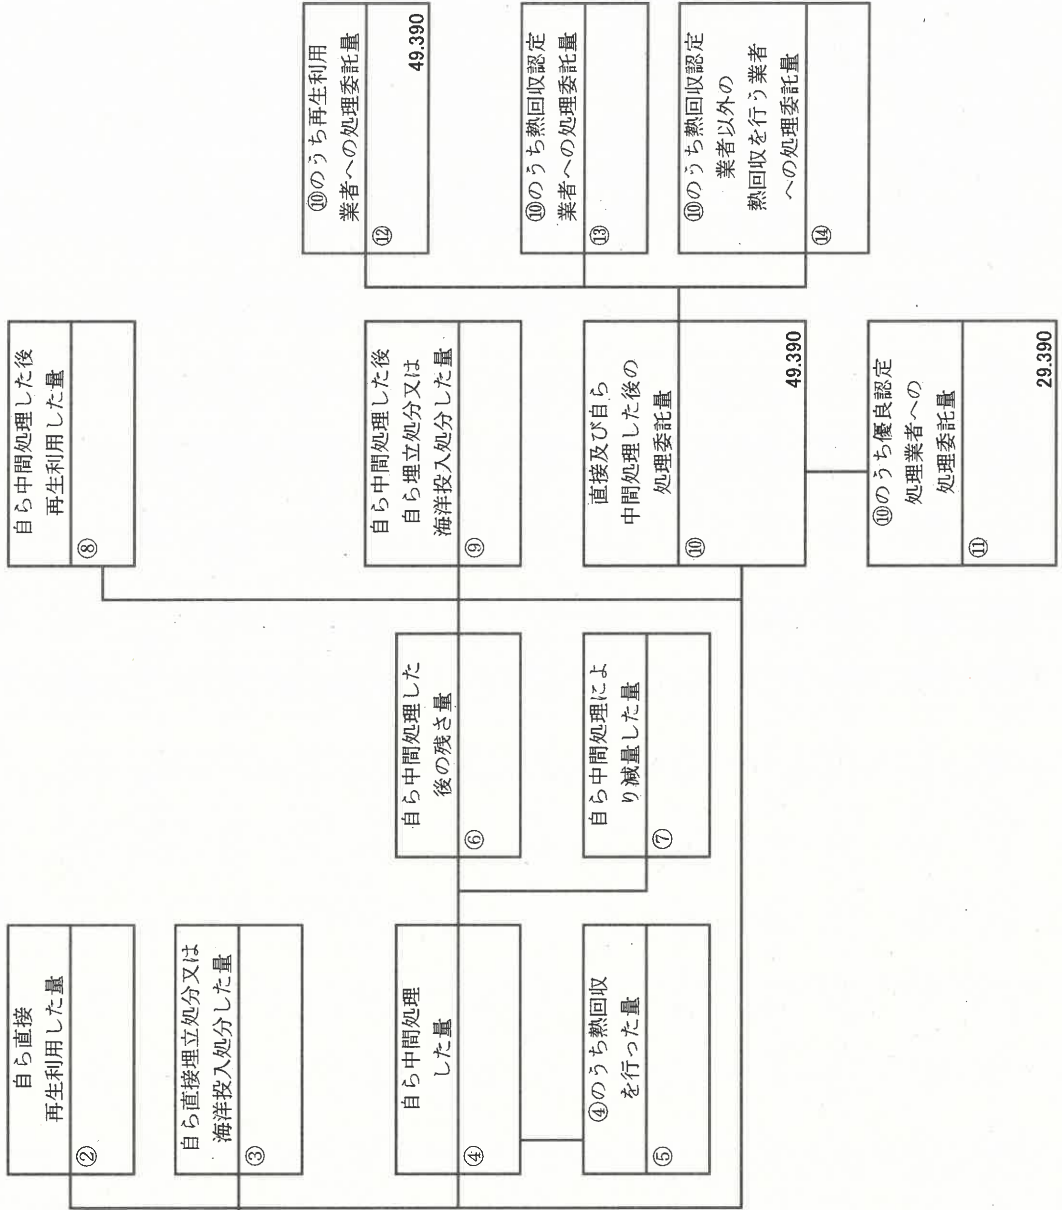 ②
自ら直接
再生利用した量
③
自ら直接埋立処分又は
海洋投入処分した量
④
自ら中間処理
した量
⑤
④のうち熱回収
を行った量
⑥
自ら中間処理した
後の残さ量
⑦
自ら中間処理によ
り減量した量
⑧
自ら中間処理した後
再生利用した量
⑨
自ら中間処理した後
自ら埋立処分又は
海洋投入処分した量
⑩
直接及び自ら
中間処理した後の
処理委託量
49.390
⑪
⑩のうち優良認定
処理業者への
処理委託量
29.390
⑫
⑩のうち再生利用
業者への処理委託量
49.390
⑬
⑩のうち熱回収認定
業者への処理委託量
⑭
⑩のうち熱回収認定
業者以外の
熱回収を行う業者
への処理委託量